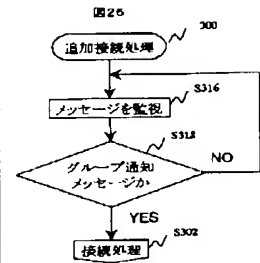 図26
300
追加接続処理
S316
メッセージを監視
S318
グループ通知
メッセージか
NO
YES
S302
接続処理